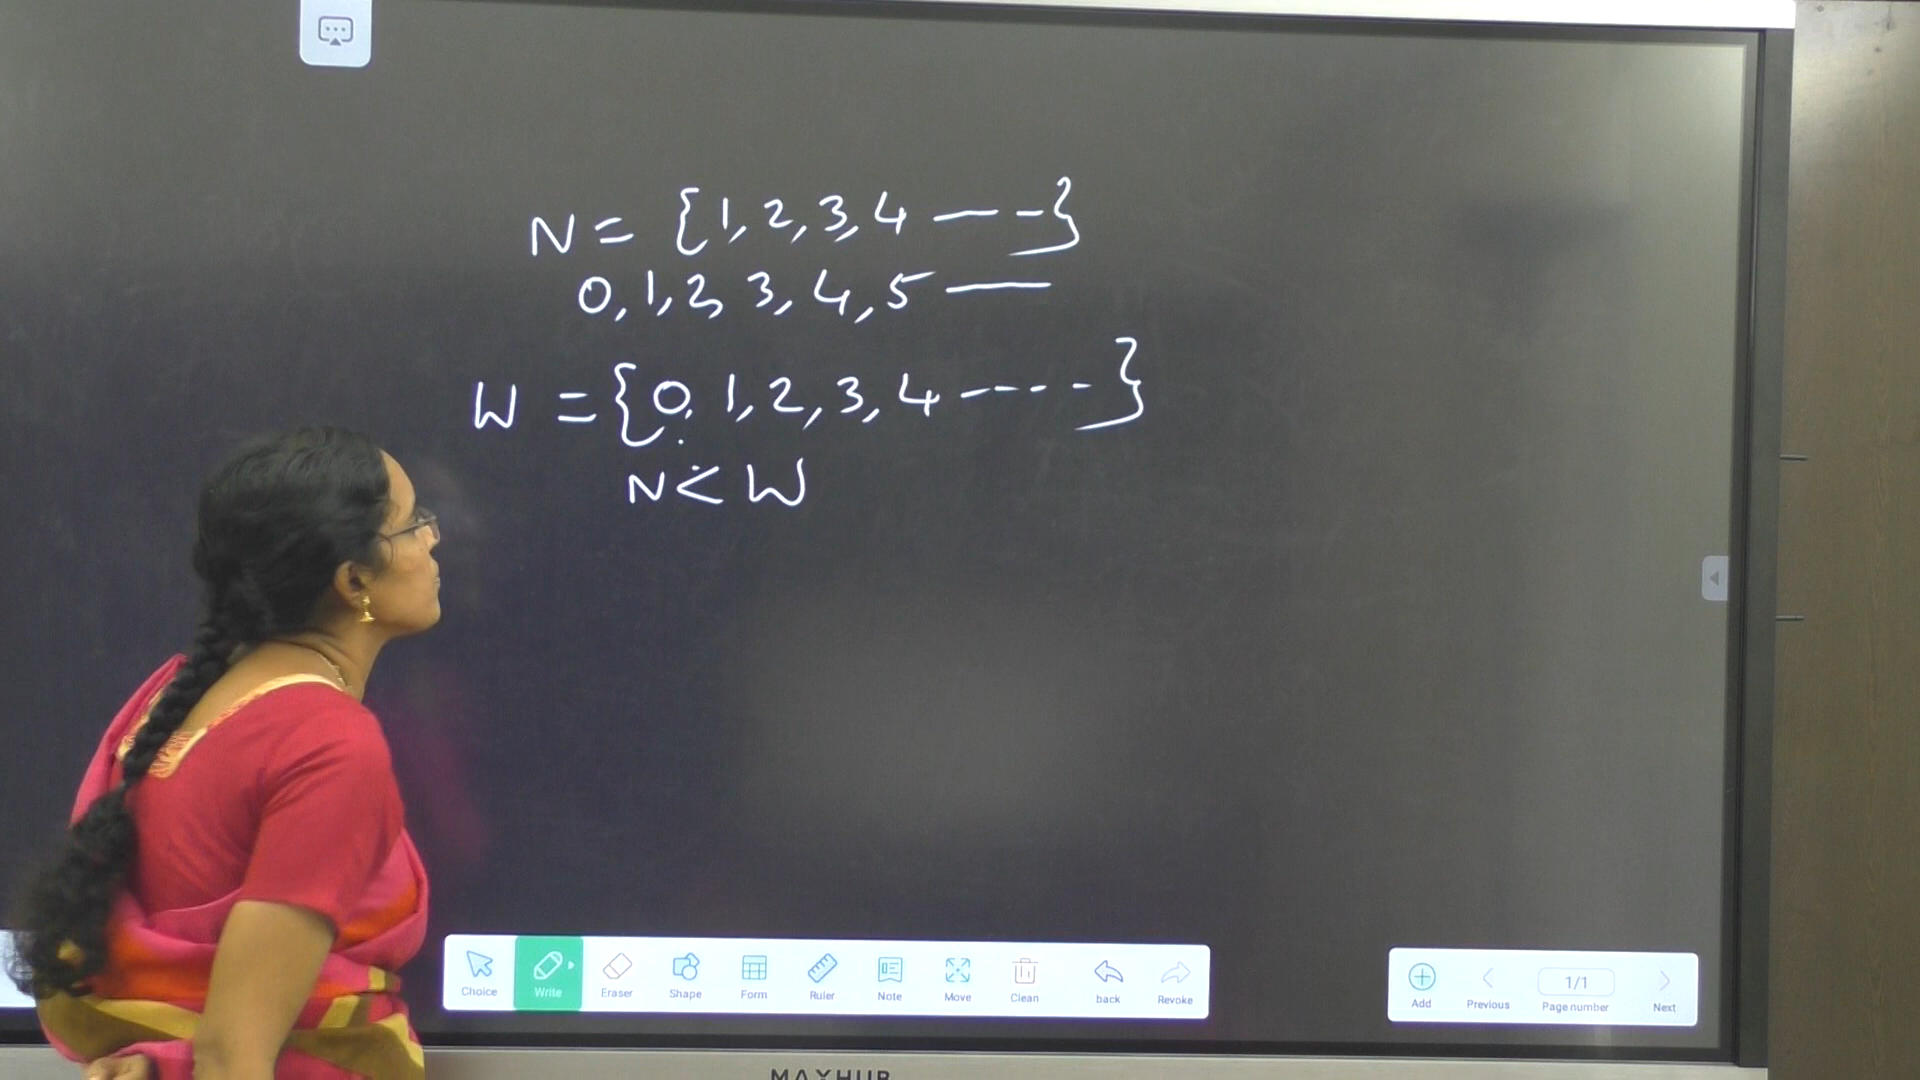 N = {1, 2, 3, 4 — -}
0, 1, 2, 3, 4, 5 —
W = {0, 1, 2, 3, 4 - - - -}
N < W
Choice Write Eraser Shape Form Ruler Note Move Clean back Revoke
Add Previous 1/1 Page number Next
MAXHUB